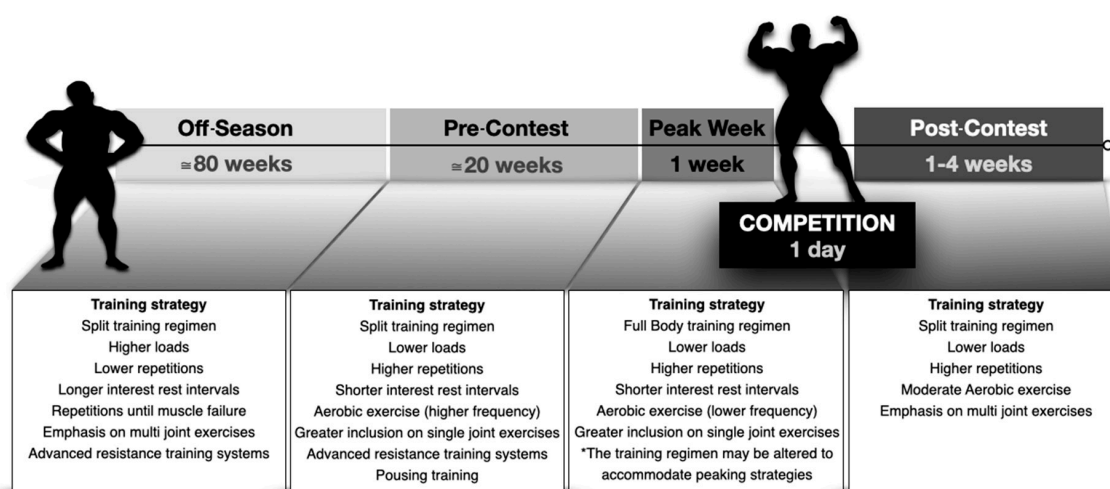 Off-Season
≅80 weeks
Pre-Contest
≅20 weeks
Peak Week
1 week
COMPETITION
1 day
Post-Contest
1-4 weeks
Training strategy
Split training regimen
Higher loads
Lower repetitions
Longer interest rest intervals
Repetitions until muscle failure
Emphasis on multi joint exercises
Advanced resistance training systems
Training strategy
Split training regimen
Lower loads
Higher repetitions
Shorter interest rest intervals
Aerobic exercise (higher frequency)
Greater inclusion on single joint exercises
Advanced resistance training systems
Pousing training
Training strategy
Full Body training regimen
Lower loads
Higher repetitions
Shorter interest rest intervals
Aerobic exercise (lower frequency)
Greater inclusion on single joint exercises
*The training regimen may be altered to
accommodate peaking strategies
Training strategy
Split training regimen
Lower loads
Higher repetitions
Moderate Aerobic exercise
Emphasis on multi joint exercises